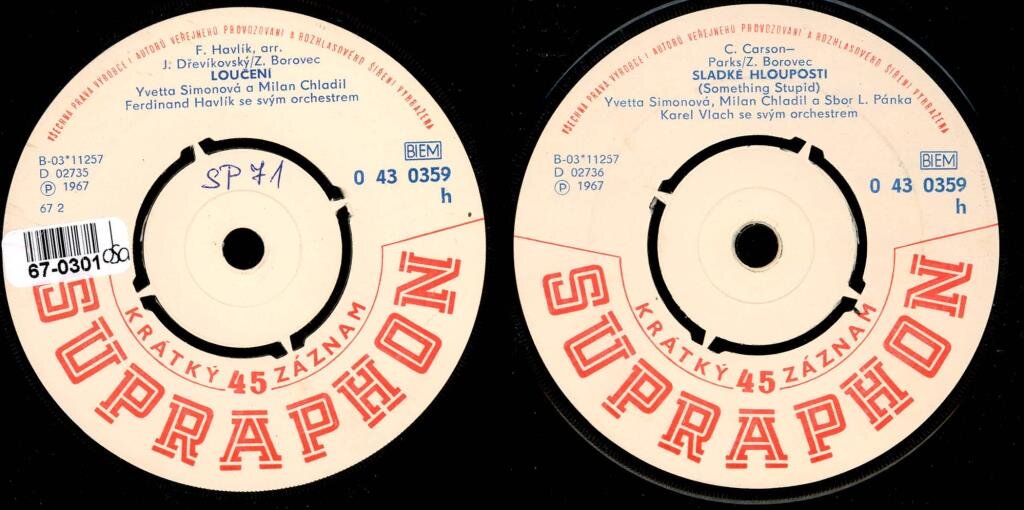 VŠECHNA PRÁVA VÝROBCE I AUTORŮ VEŘEJNÉHO PROVOZOVÁNÍ A ROZHLASOVÉHO ŠÍŘENÍ VYHRAŽENA
F. Havlík, arr.
J. Dřevíkovský/Z. Borovec
LOUČENÍ
Yvetta Simonová a Milan Chladil
Ferdinand Havlík se svým orchestrem
B-03*11257
D 02735
Ⓟ 1967
67 2
SP 71
BIEM
0 43 0359
h
67-0301
osa
SUPRAPHON
KRÁTKÝ 45 ZÁZNAM
VŠECHNA PRÁVA VÝROBCE I AUTORŮ VEŘEJNÉHO PROVOZOVÁNÍ A ROZHLASOVÉHO ŠÍŘENÍ VYHRAŽENA
C. Carson–
Parks/Z. Borovec
SLADKÉ HLOUPOSTI
(Something Stupid)
Yvetta Simonová, Milan Chladil a Sbor L. Pánka
Karel Vlach se svým orchestrem
B-03*11257
D 02736
Ⓟ 1967
BIEM
0 43 0359
h
KRÁTKÝ 45 ZÁZNAM
SUPRAPHON